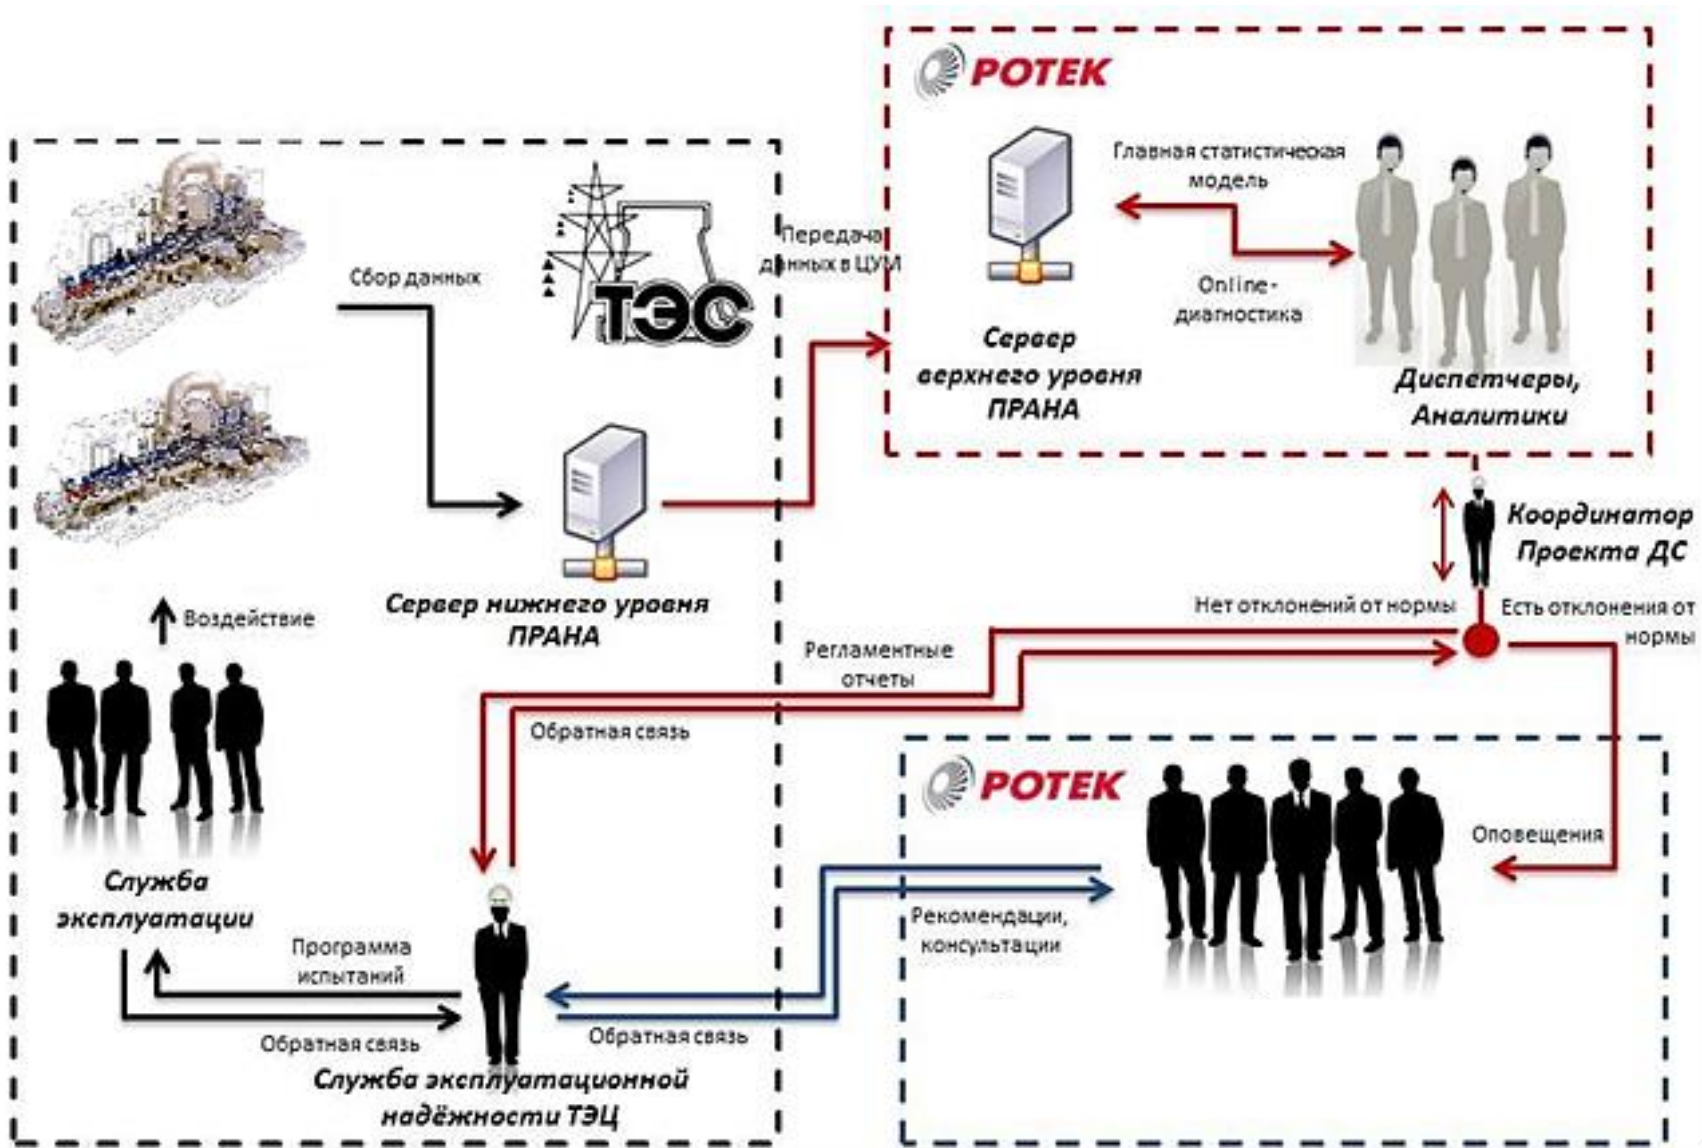 РОТЕК
Главная статистическая
модель
Online-
диагностика
Сервер
верхнего уровня
ПРАНА
Диспетчеры,
Аналитики
ТЭС
Передача
данных в ЦУМ
Сбор данных
Сервер нижнего уровня
ПРАНА
Координатор
Проекта ДС
Нет отклонений от нормы
Есть отклонения от
нормы
Воздействие
Регламентные
отчеты
Обратная связь
РОТЕК
Оповещения
Служба
эксплуатации
Рекомендации,
консультации
Программа
испытаний
Обратная связь
Обратная связь
Служба эксплуатационной
надёжности ТЭЦ